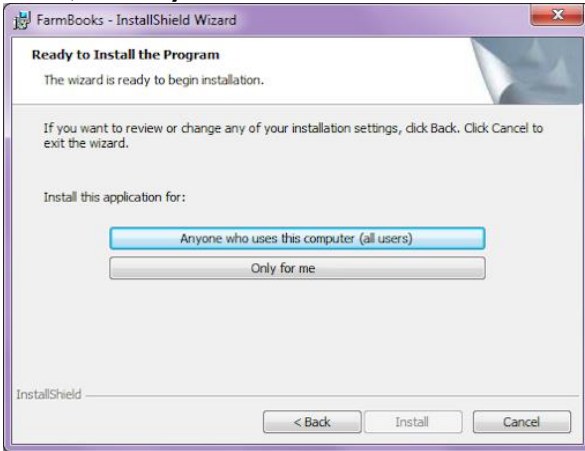 FarmBooks - InstallShield Wizard
Ready to Install the Program
The wizard is ready to begin installation.
If you want to review or change any of your installation settings, click Back. Click Cancel to
exit the wizard.
Install this application for:
Anyone who uses this computer (all users)
Only for me
InstallShield
< Back Install Cancel